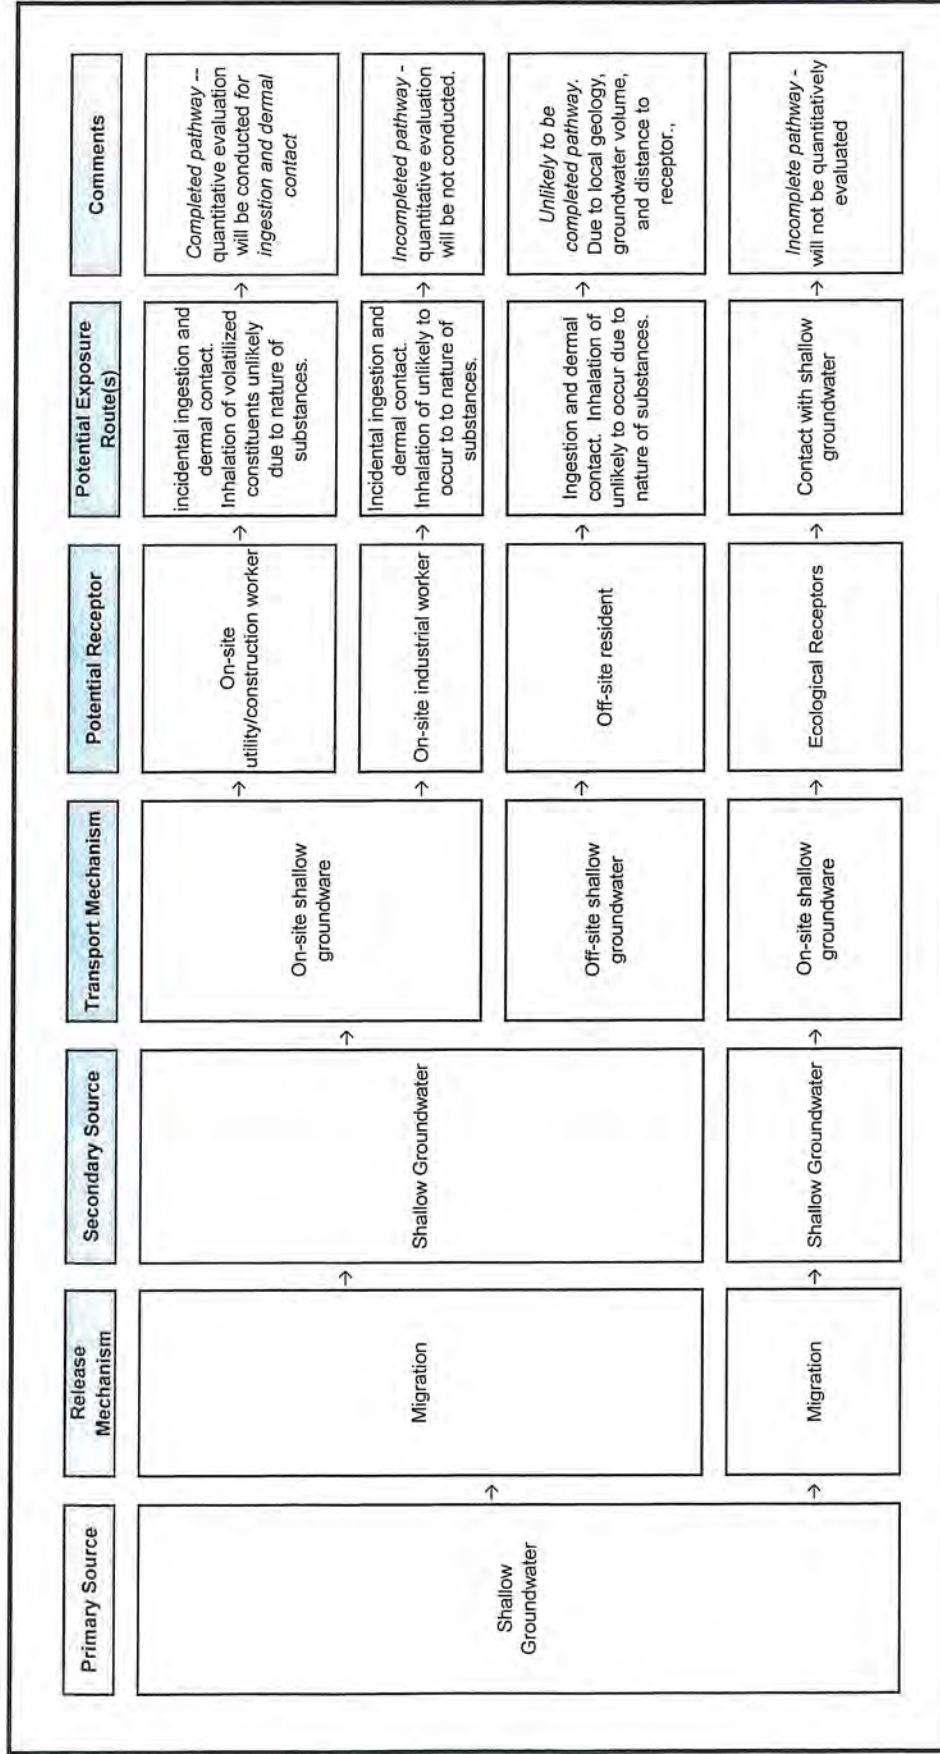 Primary Source
Release
Mechanism
Secondary Source
Transport Mechanism
Potential Receptor
Potential Exposure
Route(s)
Comments
Shallow
Groundwater
Migration
Shallow Groundwater
On-site shallow
groundware
On-site
utility/construction worker
incidental ingestion and
dermal contact.
Inhalation of volatilized
constituents unlikely
due to nature of
substances.
Completed pathway --
quantitative evaluation
will be conducted for
ingestion and dermal
contact
On-site industrial worker
Incidental ingestion and
dermal contact.
Inhalation of unlikely to
occur to to nature of
substances.
Incompleted pathway -
quantitative evaluation
will be not conducted.
Off-site shallow
groundwater
Off-site resident
Ingestion and dermal
contact. Inhalation of
unlikely to occur due to
nature of substances.
Unlikely to be
completed pathway.
Due to local geology,
groundwater volume,
and distance to
receptor.,
Migration
Shallow Groundwater
On-site shallow
groundware
Ecological Receptors
Contact with shallow
groundwater
Incomplete pathway -
will not be quantitatively
evaluated